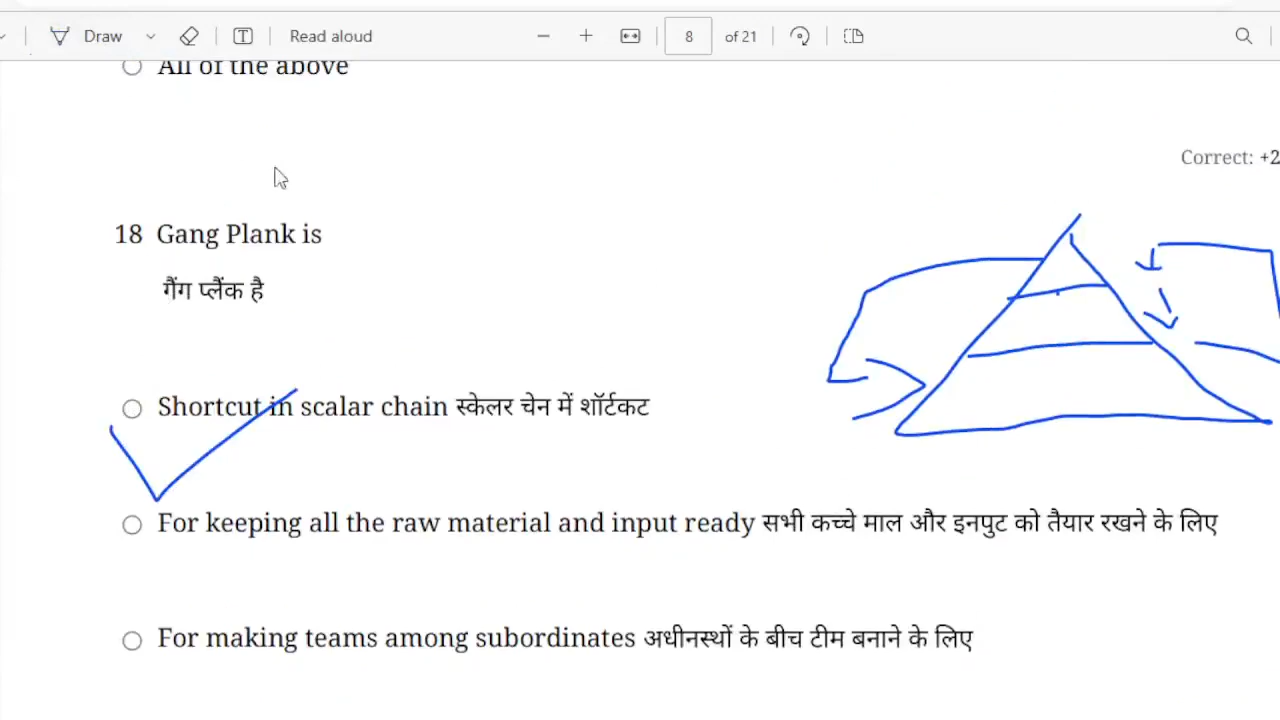 Draw
Read aloud
8
of 21
All of the above
Correct: +2
18 Gang Plank is
गैंग प्लैंक है
Shortcut in scalar chain स्केलर चेन में शॉर्टकट
For keeping all the raw material and input ready सभी कच्चे माल और इनपुट को तैयार रखने के लिए
For making teams among subordinates अधीनस्थों के बीच टीम बनाने के लिए